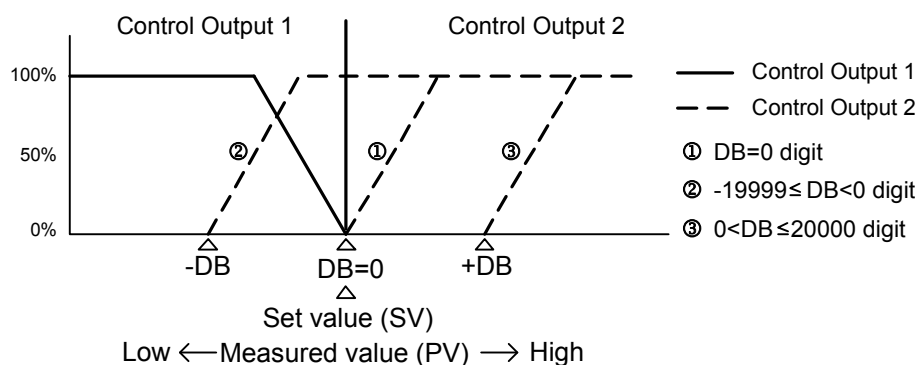 Control Output 1
Control Output 2
100%
50%
0%
②
①
③
-DB
DB=0
+DB
Set value (SV)
Low ← Measured value (PV) → High
Control Output 1
Control Output 2
① DB=0 digit
② -19999≤DB<0 digit
③ 0<DB≤20000 digit